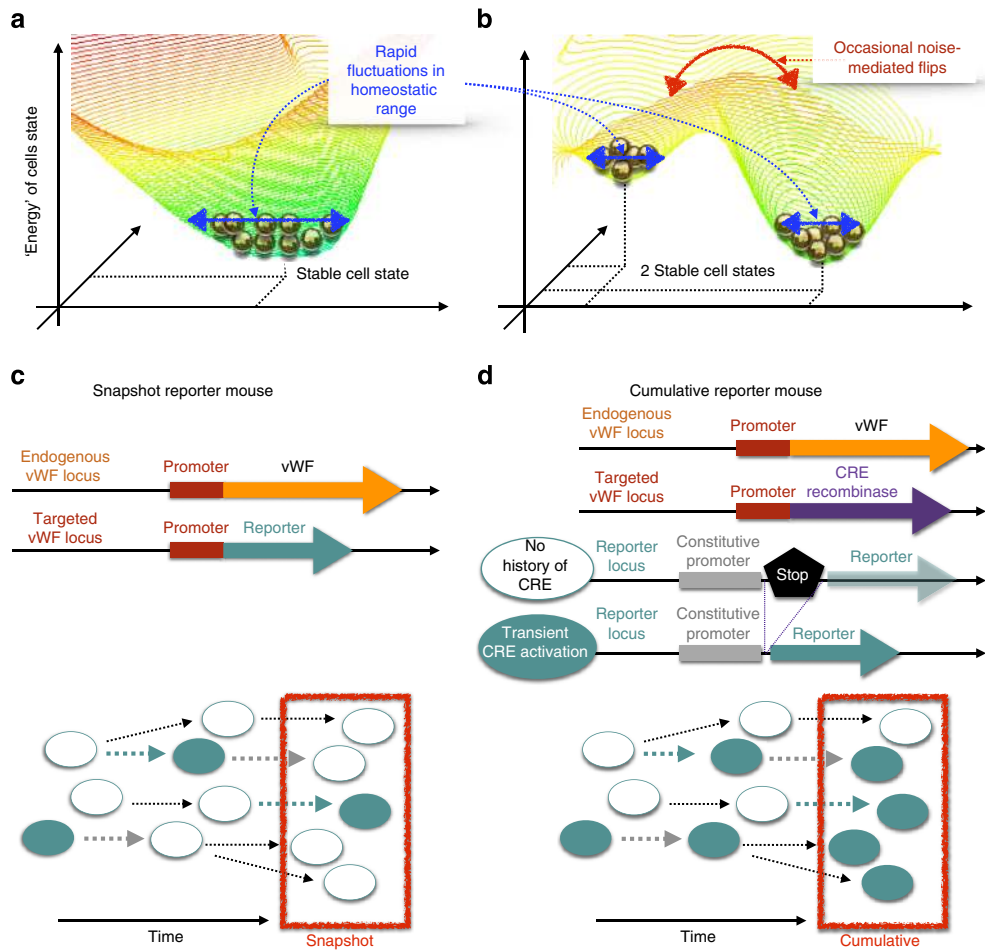 a
b
'Energy' of cells state
Rapid
fluctuations in
homeostatic
range
Occasional noise-
mediated flips
Stable cell state
2 Stable cell states
c
Snapshot reporter mouse
Endogenous
vWF locus
Promoter
vWF
Targeted
vWF locus
Promoter
Reporter
Time
Snapshot
d
Cumulative reporter mouse
Endogenous
vWF locus
Promoter
vWF
Targeted
vWF locus
Promoter
CRE
recombinase
No
history of
CRE
Reporter
locus
Constitutive
promoter
Stop
Reporter
Transient
CRE activation
Reporter
locus
Constitutive
promoter
Reporter
Time
Cumulative